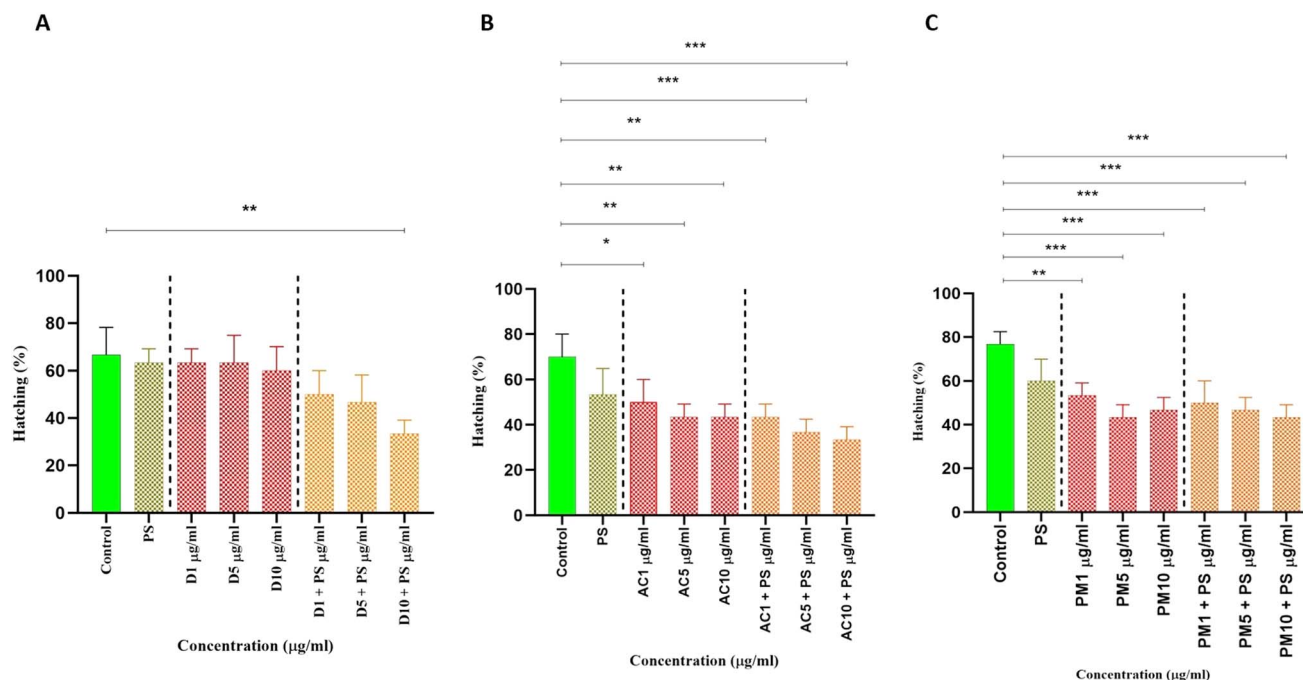 A
**
100
80
60
40
20
0
Hatching (%)
Control
PS
D1 µg/ml
D5 µg/ml
D10 µg/ml
D1 + PS µg/ml
D5 + PS µg/ml
D10 + PS µg/ml
Concentration (µg/ml)
B
***
***
**
**
**
*
100
80
60
40
20
0
Hatching (%)
Control
PS
AC1 µg/ml
AC5 µg/ml
AC10 µg/ml
AC1 + PS µg/ml
AC5 + PS µg/ml
AC10 + PS µg/ml
Concentration (µg/ml)
C
***
***
***
***
***
**
100
80
60
40
20
0
Hatching (%)
Control
PS
PM1 µg/ml
PM5 µg/ml
PM10 µg/ml
PM1 + PS µg/ml
PM5 + PS µg/ml
PM10 + PS µg/ml
Concentration (µg/ml)